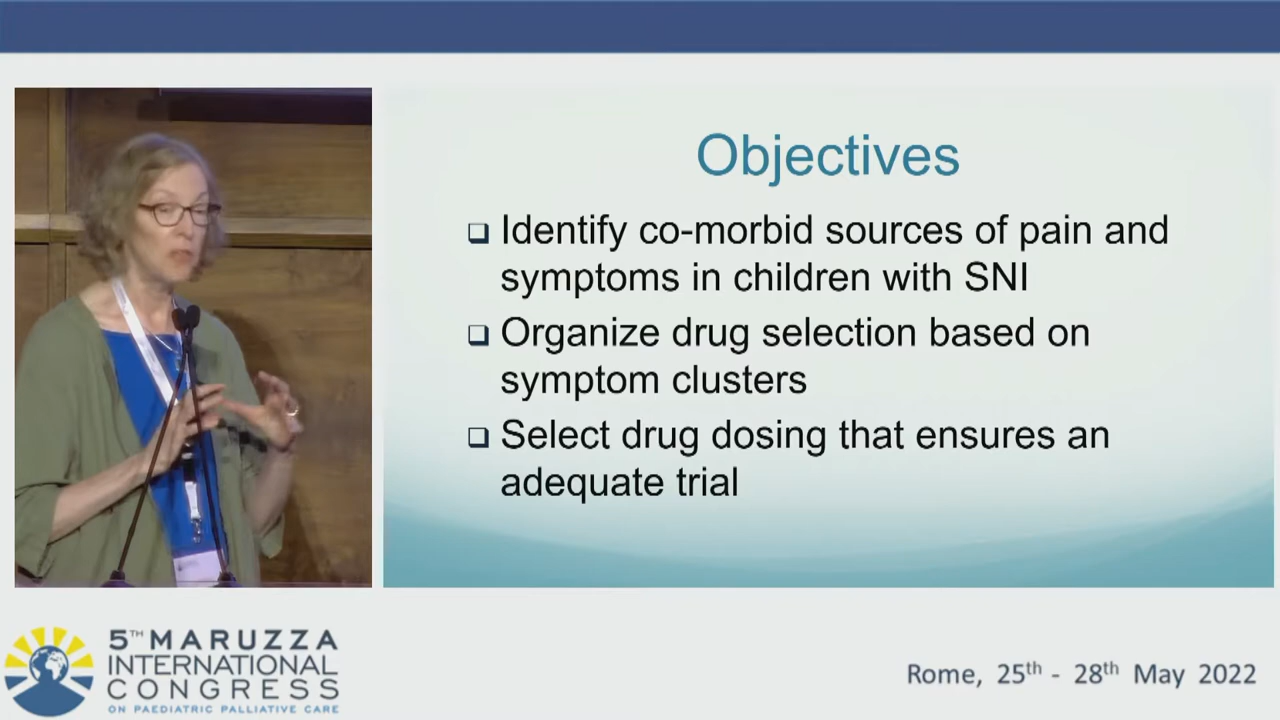 Objectives
❑ Identify co-morbid sources of pain and
symptoms in children with SNI
❑ Organize drug selection based on
symptom clusters
❑ Select drug dosing that ensures an
adequate trial
5TH MARUZZA
INTERNATIONAL
CONGRESS
ON PAEDIATRIC PALLIATIVE CARE
Rome, 25th - 28th May 2022